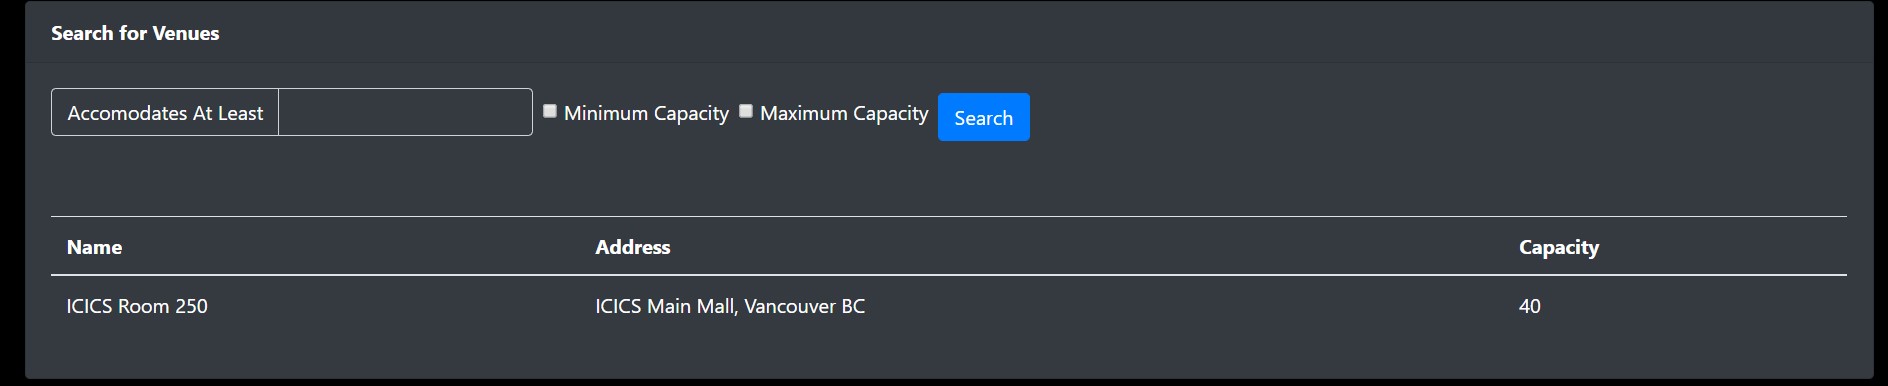 Search for Venues
Accomodates At Least Minimum Capacity Maximum Capacity Search
Name Address Capacity
ICICS Room 250 ICICS Main Mall, Vancouver BC 40